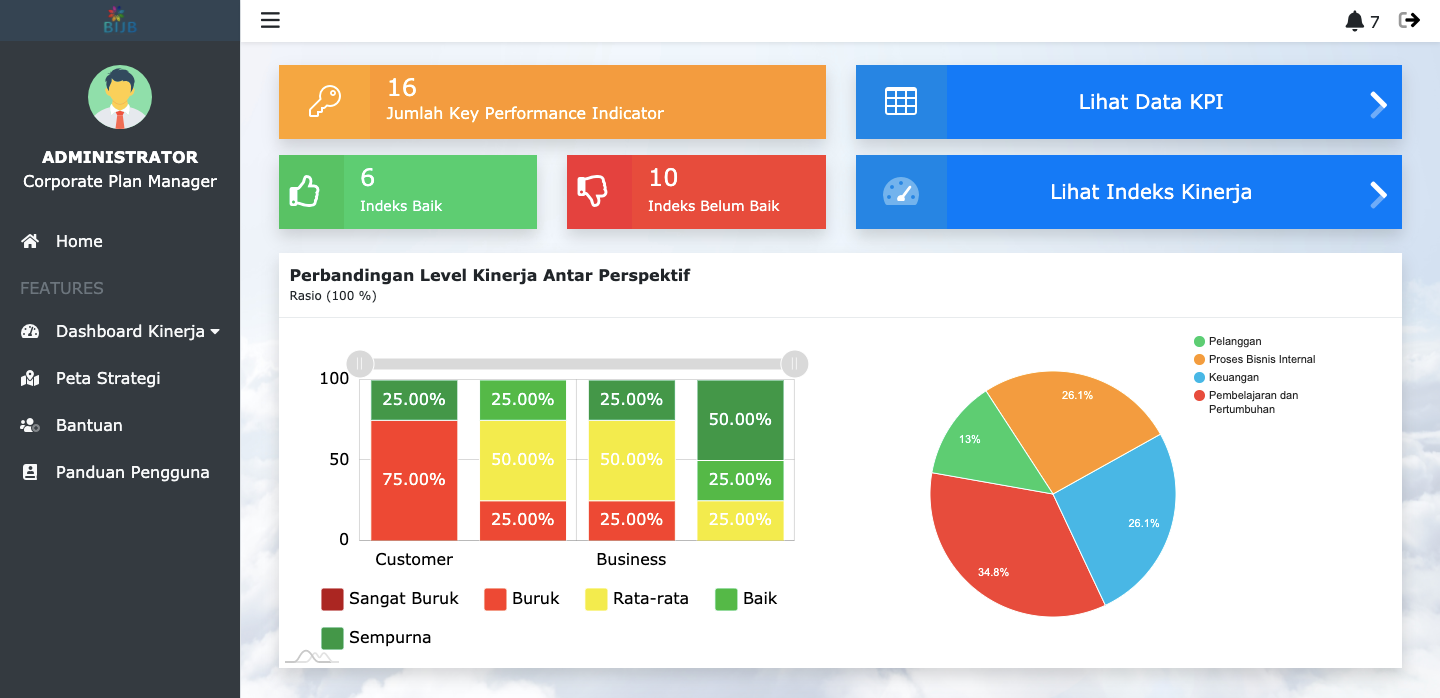 BIJB
7
ADMINISTRATOR
Corporate Plan Manager
Home
FEATURES
Dashboard Kinerja
Peta Strategi
Bantuan
Panduan Pengguna
16
Jumlah Key Performance Indicator
Lihat Data KPI
6
Indeks Baik
10
Indeks Belum Baik
Lihat Indeks Kinerja
Perbandingan Level Kinerja Antar Perspektif
Rasio (100 %)
100
50
0
25.00%
25.00%
25.00%
50.00%
75.00%
50.00%
50.00%
25.00%
25.00%
25.00%
25.00%
Customer
Business
Sangat Buruk
Buruk
Rata-rata
Baik
Sempurna
26.1%
13%
26.1%
34.8%
Pelanggan
Proses Bisnis Internal
Keuangan
Pembelajaran dan
Pertumbuhan